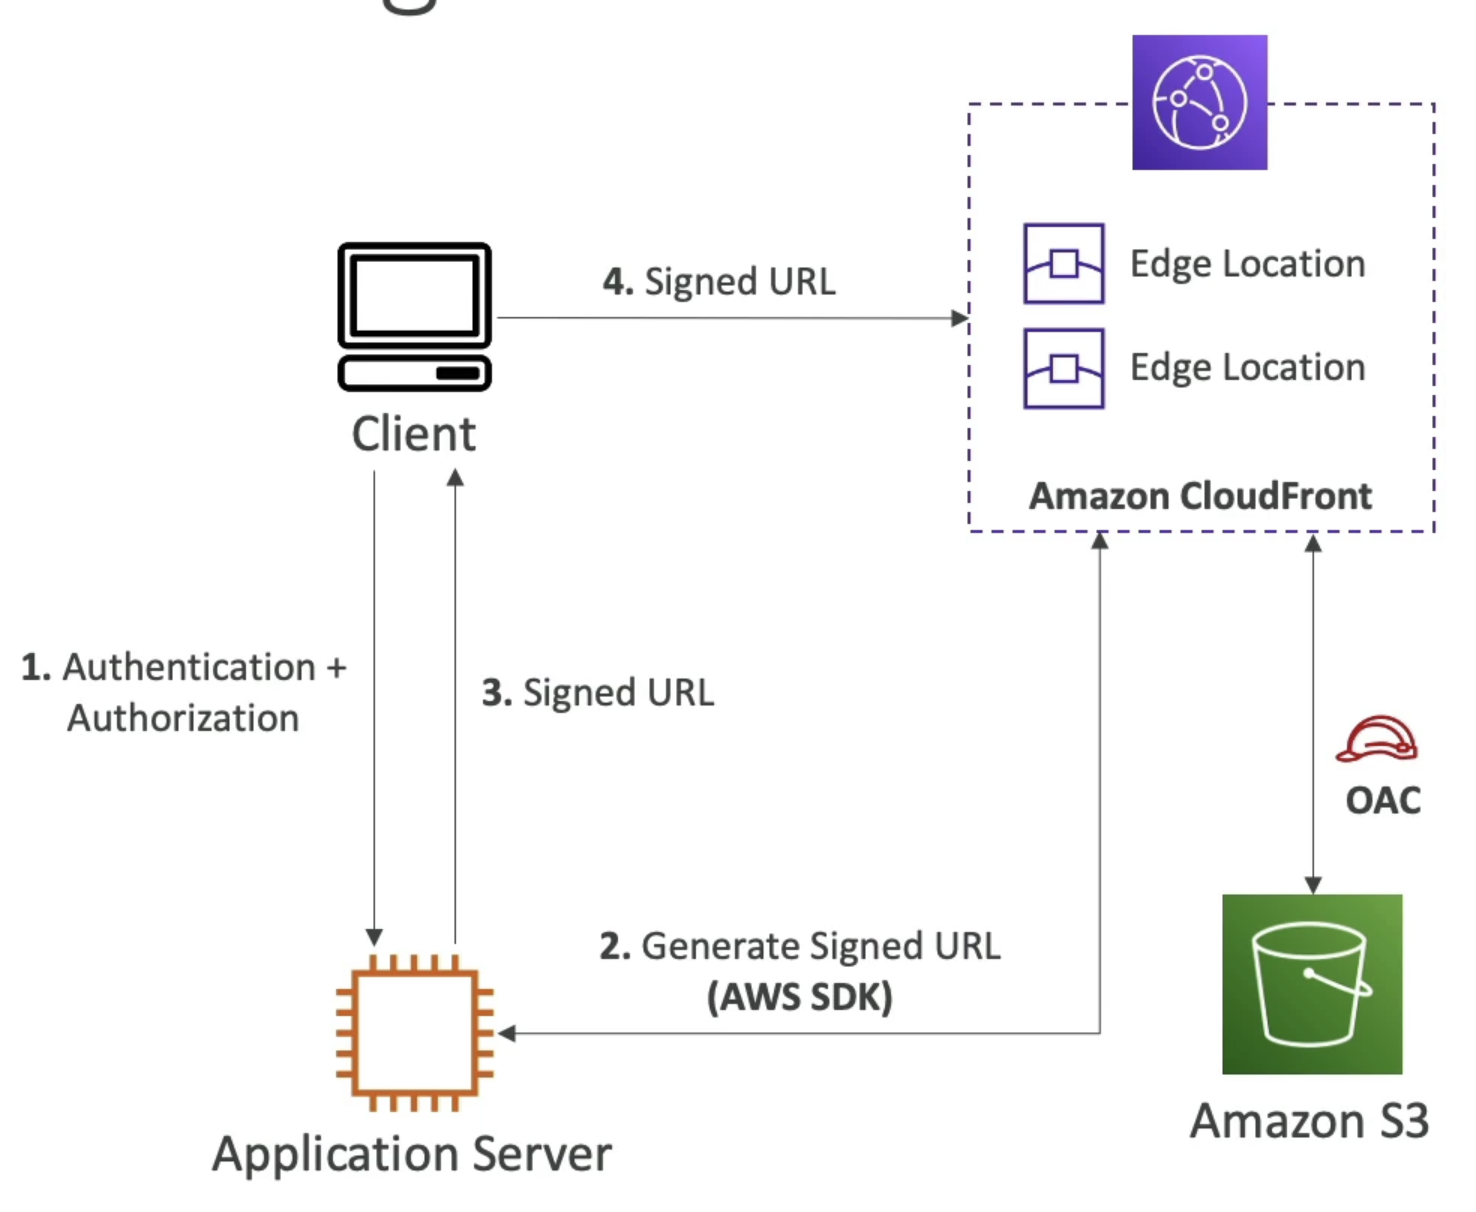 4. Signed URL
Edge Location
Edge Location
Client
Amazon CloudFront
1. Authentication +
Authorization
3. Signed URL
OAC
2. Generate Signed URL
(AWS SDK)
Amazon S3
Application Server